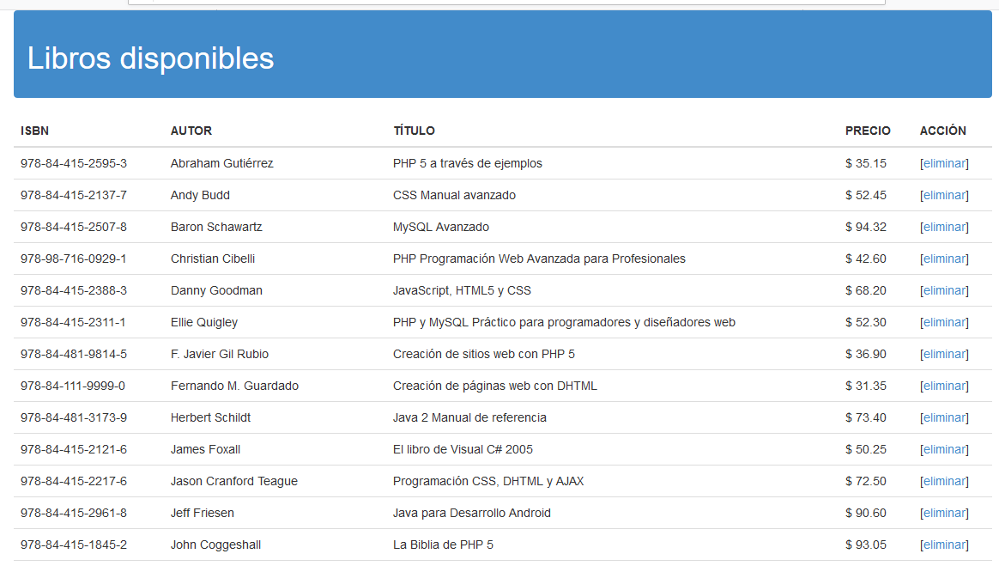 Libros disponibles
ISBN AUTOR TÍTULO PRECIO ACCIÓN
978-84-415-2595-3 Abraham Gutiérrez PHP 5 a través de ejemplos $ 35.15 [eliminar]
978-84-415-2137-7 Andy Budd CSS Manual avanzado $ 52.45 [eliminar]
978-84-415-2507-8 Baron Schawartz MySQL Avanzado $ 94.32 [eliminar]
978-98-716-0929-1 Christian Cibelli PHP Programación Web Avanzada para Profesionales $ 42.60 [eliminar]
978-84-415-2388-3 Danny Goodman JavaScript, HTML5 y CSS $ 68.20 [eliminar]
978-84-415-2311-1 Ellie Quigley PHP y MySQL Práctico para programadores y diseñadores web $ 52.30 [eliminar]
978-84-481-9814-5 F. Javier Gil Rubio Creación de sitios web con PHP 5 $ 36.90 [eliminar]
978-84-111-9999-0 Fernando M. Guardado Creación de páginas web con DHTML $ 31.35 [eliminar]
978-84-481-3173-9 Herbert Schildt Java 2 Manual de referencia $ 73.40 [eliminar]
978-84-415-2121-6 James Foxall El libro de Visual C# 2005 $ 50.25 [eliminar]
978-84-415-2217-6 Jason Cranford Teague Programación CSS, DHTML y AJAX $ 72.50 [eliminar]
978-84-415-2961-8 Jeff Friesen Java para Desarrollo Android $ 90.60 [eliminar]
978-84-415-1845-2 John Coggeshall La Biblia de PHP 5 $ 93.05 [eliminar]